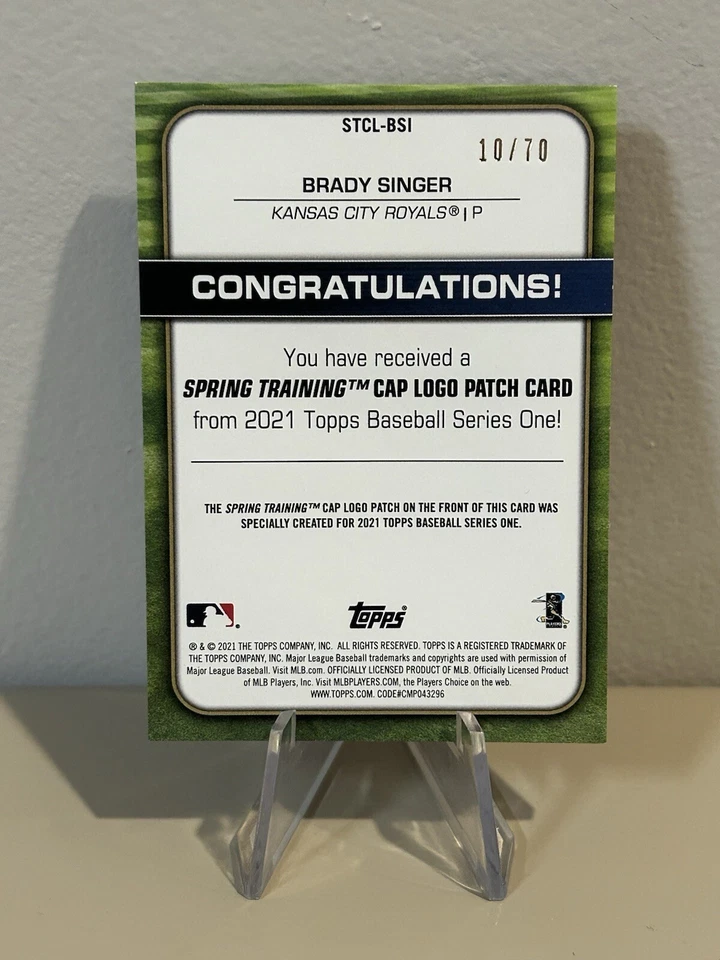 STCL-BSI
10/70
BRADY SINGER
KANSAS CITY ROYALS® | P
CONGRATULATIONS!
You have received a
SPRING TRAINING™ CAP LOGO PATCH CARD
from 2021 Topps Baseball Series One!
THE SPRING TRAINING™ CAP LOGO PATCH ON THE FRONT OF THIS CARD WAS
SPECIALLY CREATED FOR 2021 TOPPS BASEBALL SERIES ONE.
topps®
PLAYERS
® & © 2021 THE TOPPS COMPANY, INC. ALL RIGHTS RESERVED. TOPPS IS A REGISTERED TRADEMARK OF
THE TOPPS COMPANY, INC. Major League Baseball trademarks and copyrights are used with permission of
Major League Baseball. Visit MLB.com. OFFICIALLY LICENSED PRODUCT OF MLB. Officially Licensed Product
of MLB Players, Inc. Visit MLBPLAYERS.COM, the Players Choice on the web.
WWW.TOPPS.COM. CODE#CMP043296